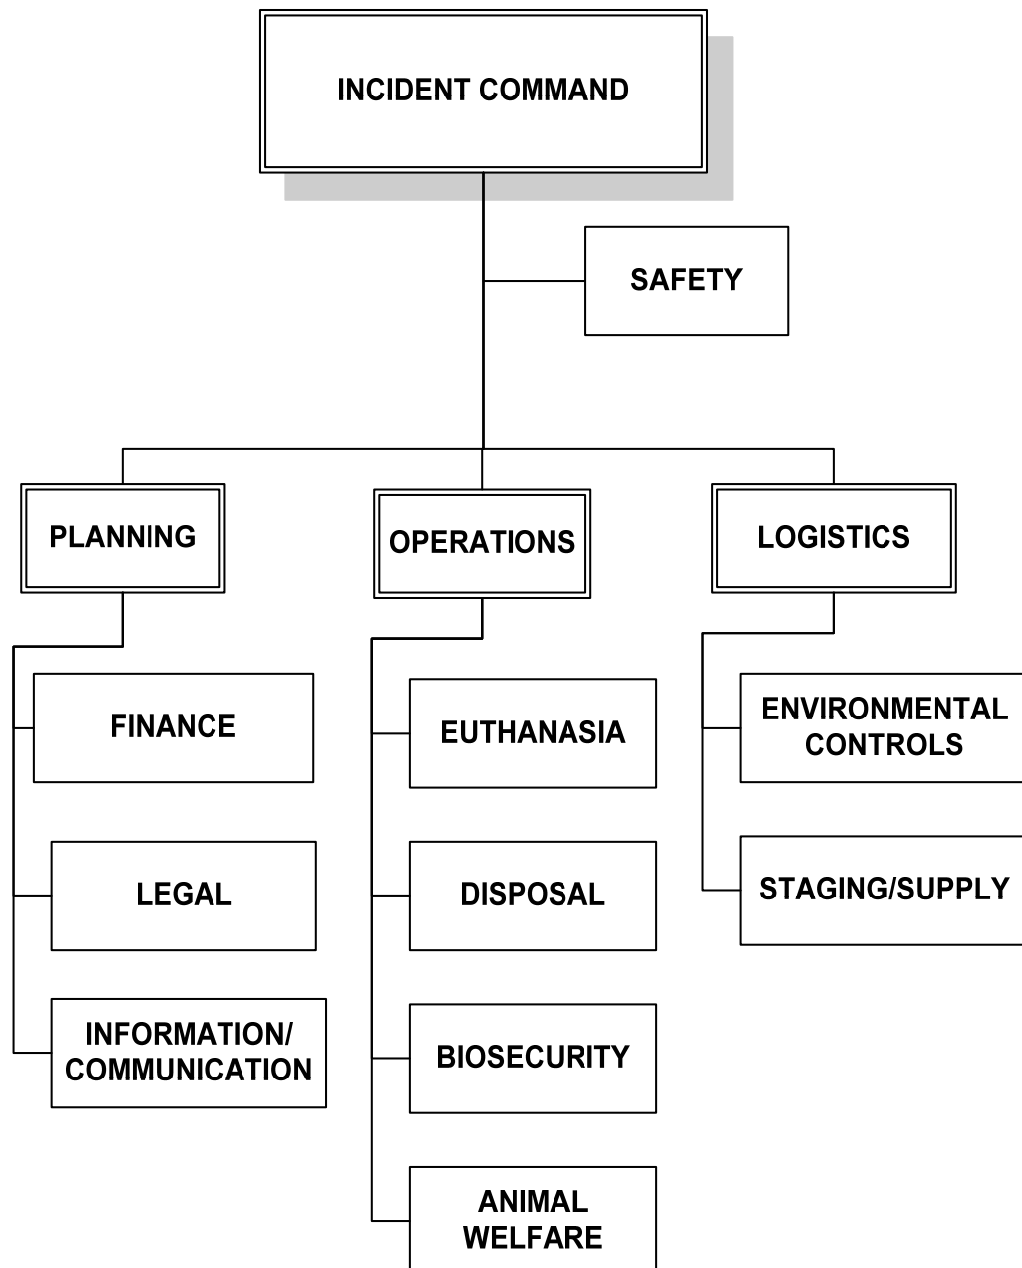 INCIDENT COMMAND
SAFETY
PLANNING
OPERATIONS
LOGISTICS
FINANCE
LEGAL
INFORMATION/
COMMUNICATION
EUTHANASIA
DISPOSAL
BIOSECURITY
ANIMAL
WELFARE
ENVIRONMENTAL
CONTROLS
STAGING/SUPPLY